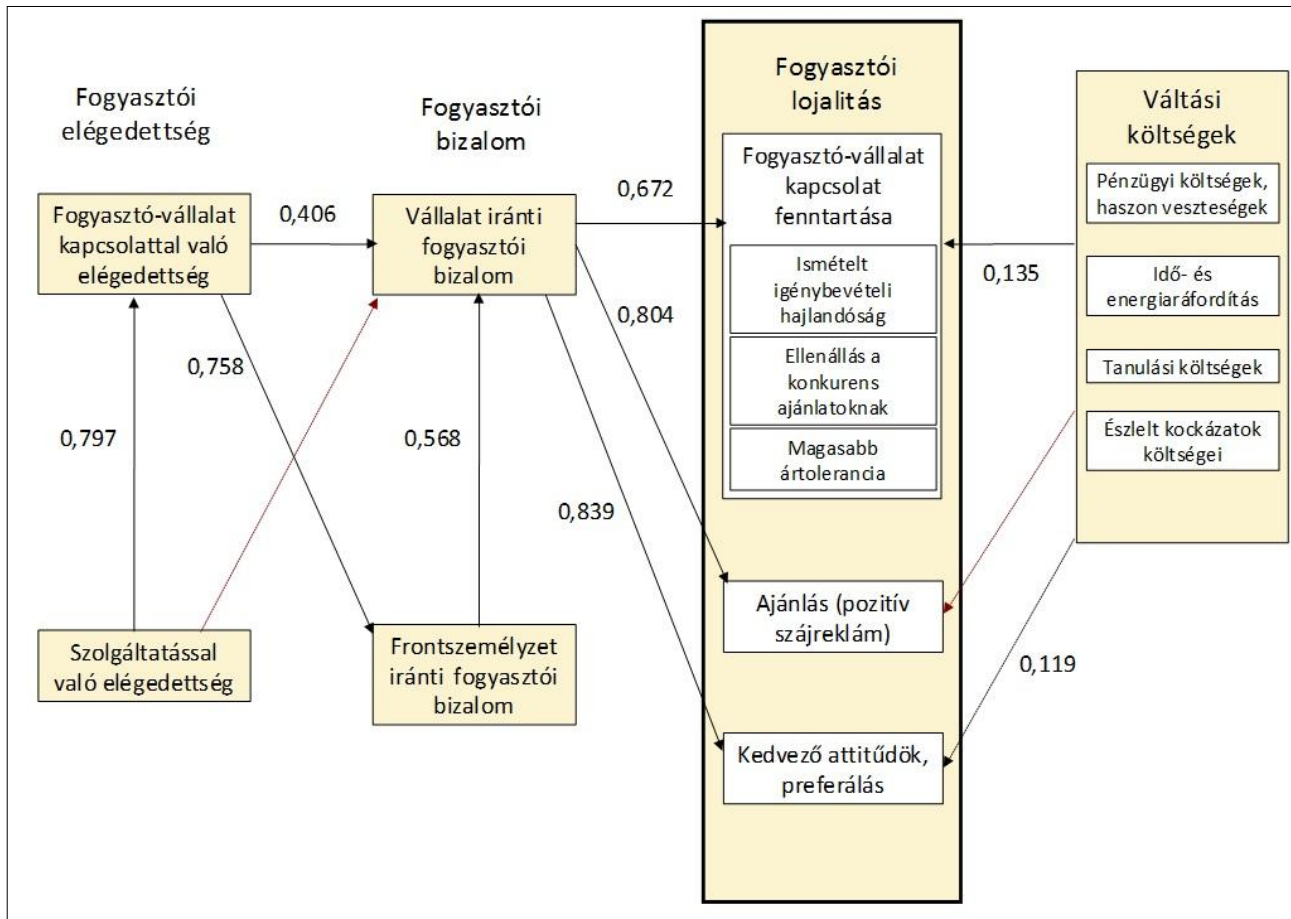 Fogyasztói
elégedettség
Fogyasztó-vállalat
kapcsolattal való
elégedettség
0,797
Szolgáltatással
való elégedettség
0,406
0,758
Fogyasztói
bizalom
Vállalat iránti
fogyasztói
bizalom
0,568
Frontszemélyzet
iránti fogyasztói
bizalom
0,672
0,804
0,839
Fogyasztói
lojalitás
Fogyasztó-vállalat
kapcsolat
fenntartása
Ismételt
igénybevételi
hajlandóság
Ellenállás a
konkurens
ajánlatoknak
Magasabb
ártolerancia
Ajánlás (pozitív
szájreklám)
Kedvező attitűdök,
preferálás
0,135
0,119
Váltási
költségek
Pénzügyi költségek,
haszon veszteségek
Idő- és
energiaráfordítás
Tanulási költségek
Észlelt kockázatok
költségei